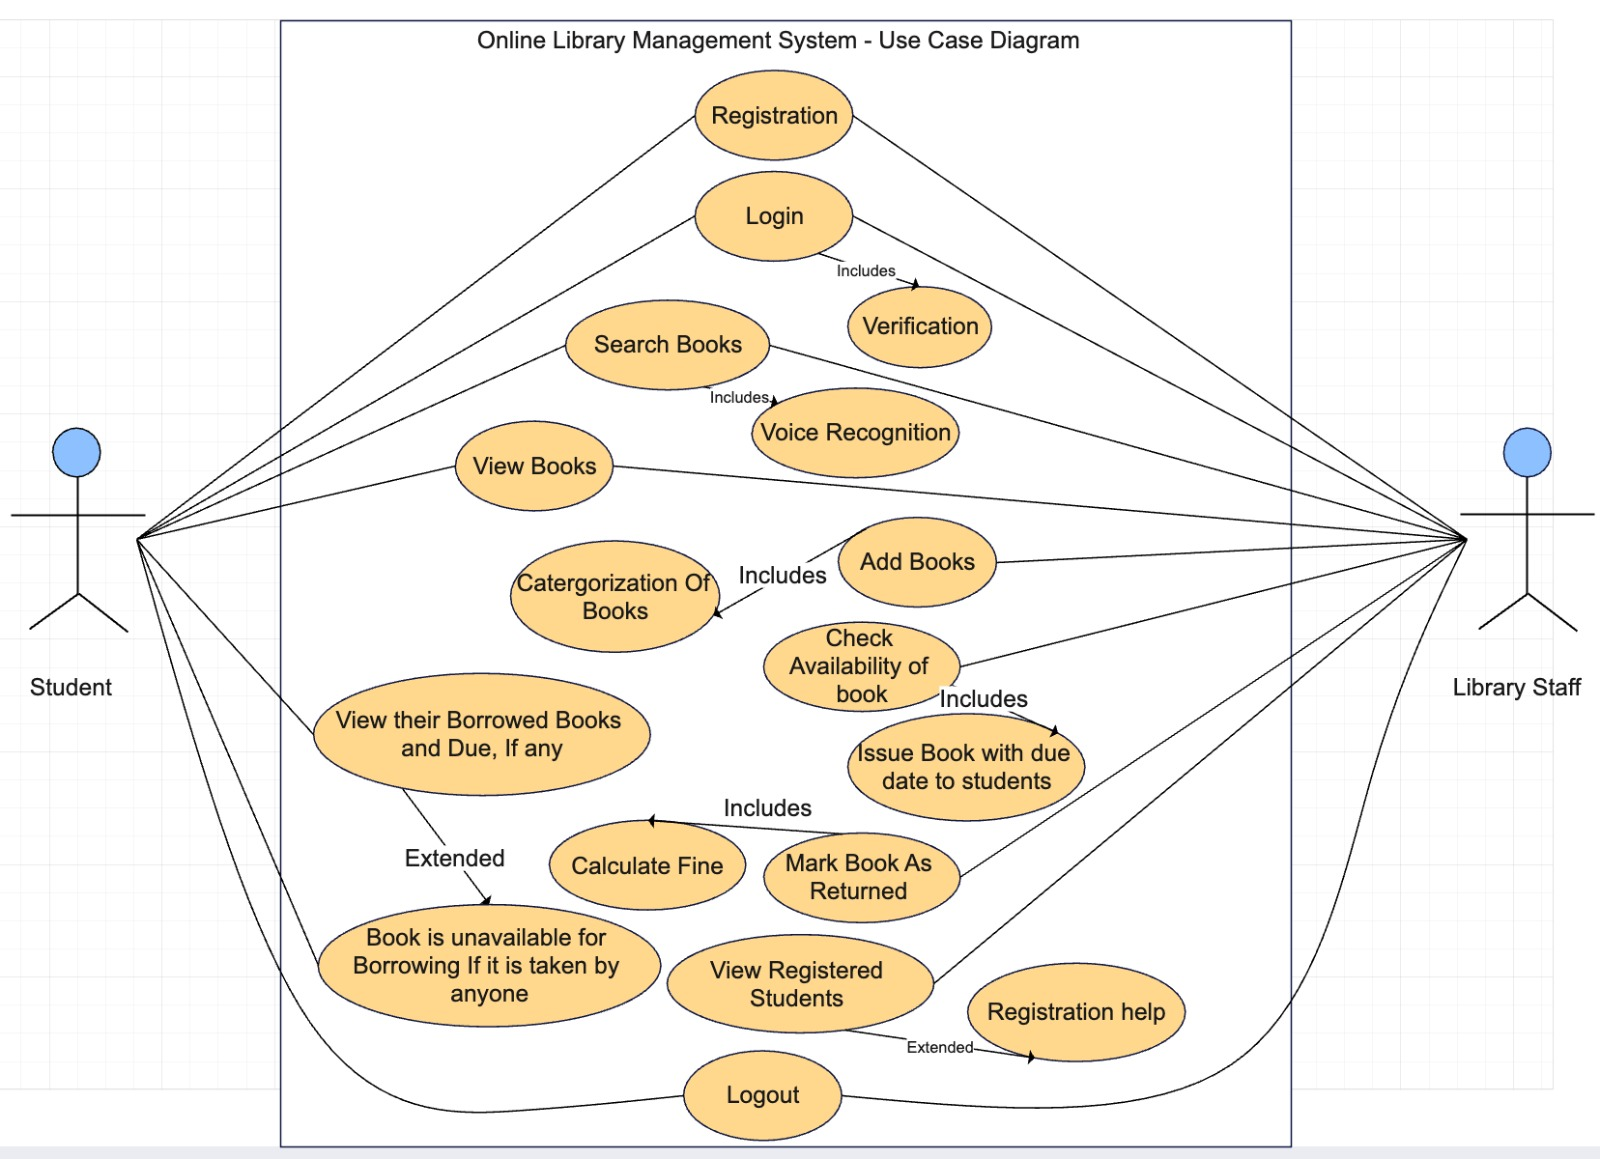 Online Library Management System - Use Case Diagram
Registration
Login
Includes
Verification
Search Books
Includes
Voice Recognition
View Books
Add Books
Includes
Catergorization Of
Books
Check
Availability of
book
Includes
Student
Library Staff
View their Borrowed Books
and Due, If any
Issue Book with due
date to students
Includes
Calculate Fine
Mark Book As
Returned
Extended
Book is unavailable for
Borrowing If it is taken by
anyone
View Registered
Students
Registration help
Extended
Logout